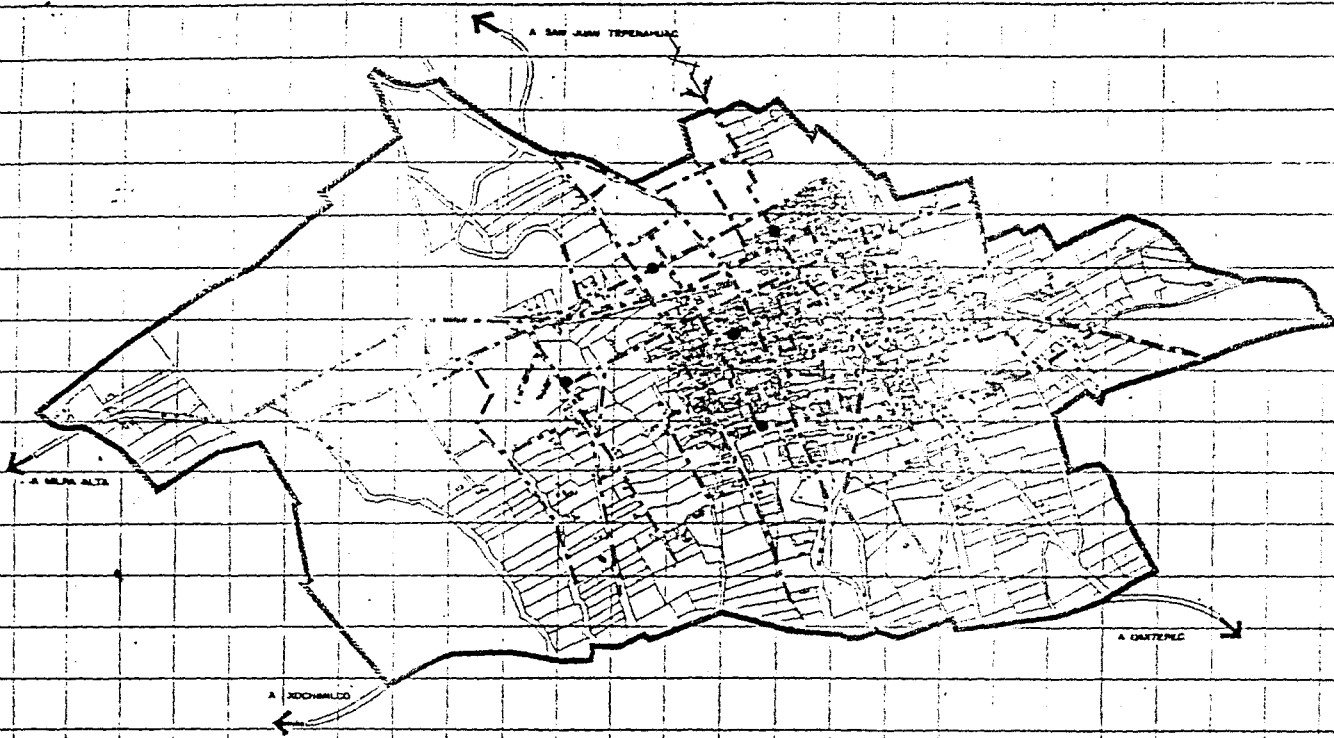 A SAN JUAN TEPENAHUAC
A MILPA ALTA
A OAXTEPEC
A XOCHIMILCO